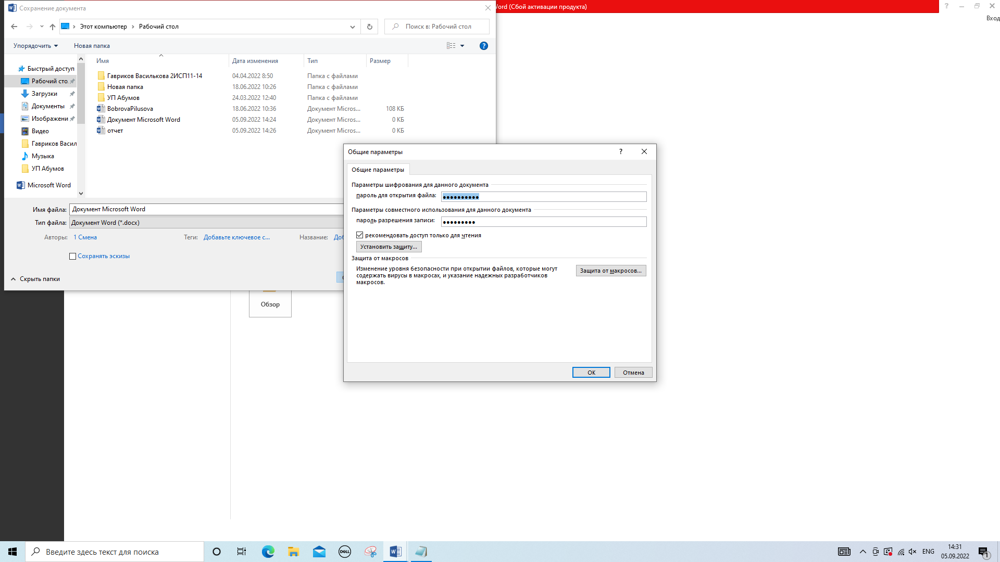 Сохранение документа
Word (Сбой активации продукта)
Вход
Этот компьютер › Рабочий стол
Поиск в: Рабочий стол
Упорядочить
Новая папка
Имя
Дата изменения
Тип
Размер
Быстрый доступ
Рабочий сто.
Загрузки
Документы
Изображени
Видео
Гавриков Васил
Музыка
УП Абумов
Microsoft Word
Гавриков Василькова 2ИСП11-14 04.04.2022 8:50 Папка с файлами
Новая папка 18.06.2022 10:26 Папка с файлами
УП Абумов 24.03.2022 12:40 Папка с файлами
BobrovaPilusova 18.06.2022 10:36 Документ Micros... 108 КБ
Документ Microsoft Word 05.09.2022 14:24 Документ Micros... 0 КБ
отчет 05.09.2022 14:26 Документ Micros... 0 КБ
Имя файла: Документ Microsoft Word
Тип файла: Документ Word (*.docx)
Авторы: 1 Смена
Теги: Добавьте ключевое с...
Название:
Сохранять эскизы
Скрыть папки
Обзор
Общие параметры
?
Общие параметры
Параметры шифрования для данного документа
пароль для открытия файла: ●●●●●●●●●●
Параметры совместного использования для данного документа
пароль разрешения записи: ●●●●●●●●●
рекомендовать доступ только для чтения
Установить защиту...
Защита от макросов
Изменение уровня безопасности при открытии файлов, которые могут
содержать вирусы в макросах, и указание надежных разработчиков
макросов.
Защита от макросов...
ОК
Отмена
Введите здесь текст для поиска
DELL
ENG
14:31
05.09.2022
1